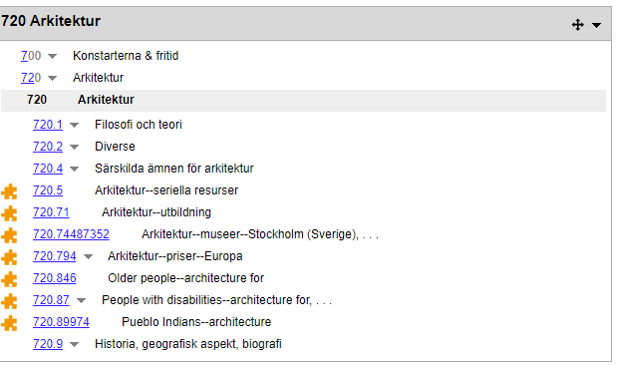 720 Arkitektur
700 Konstarterna & fritid
720 Arkitektur
720 Arkitektur
720.1 Filosofi och teori
720.2 Diverse
720.4 Särskilda ämnen för arkitektur
720.5 Arkitektur--seriella resurser
720.71 Arkitektur--utbildning
720.74487352 Arkitektur--museer--Stockholm (Sverige), . . .
720.794 Arkitektur--priser--Europa
720.846 Older people--architecture for
720.87 People with disabilities--architecture for, . . .
720.89974 Pueblo Indians--architecture
720.9 Historia, geografisk aspekt, biografi